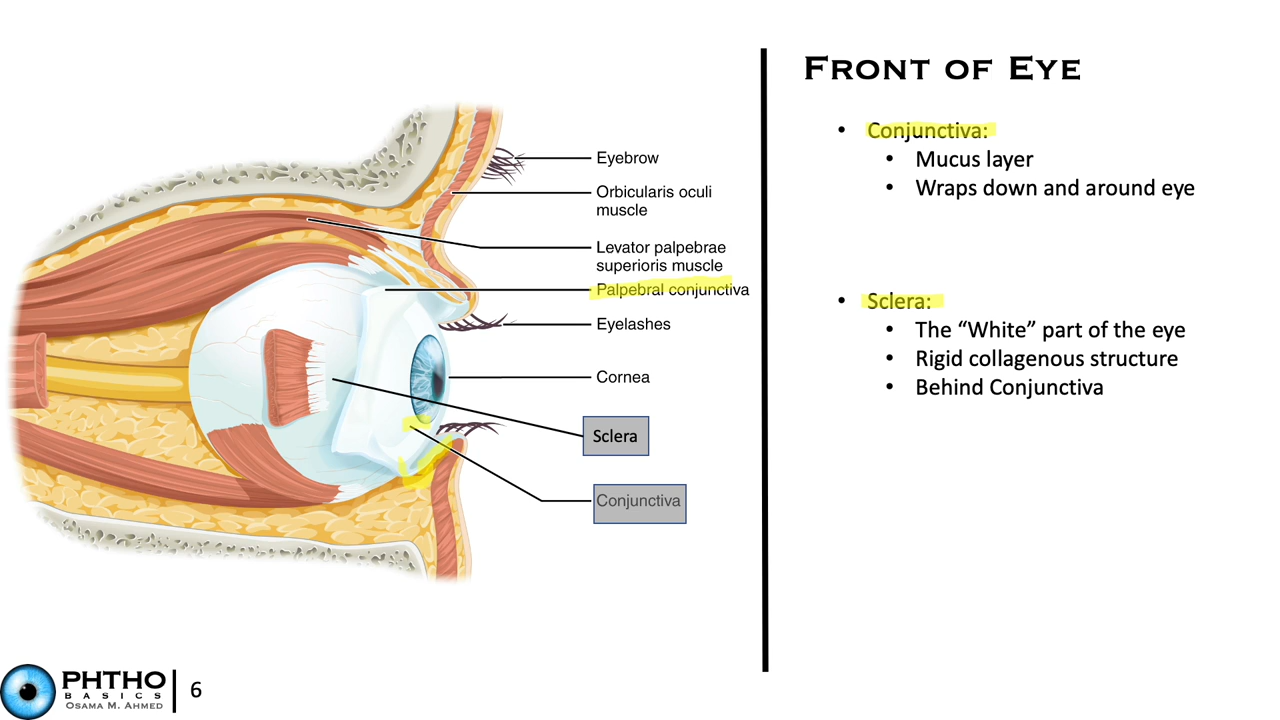 FRONT OF EYE
• Conjunctiva:
• Mucus layer
• Wraps down and around eye
• Sclera:
• The “White” part of the eye
• Rigid collagenous structure
• Behind Conjunctiva
Eyebrow
Orbicularis oculi
muscle
Levator palpebrae
superioris muscle
Palpebral conjunctiva
Eyelashes
Cornea
Sclera
Conjunctiva
PHTHO
BASICS
OSAMA M. AHMED
6